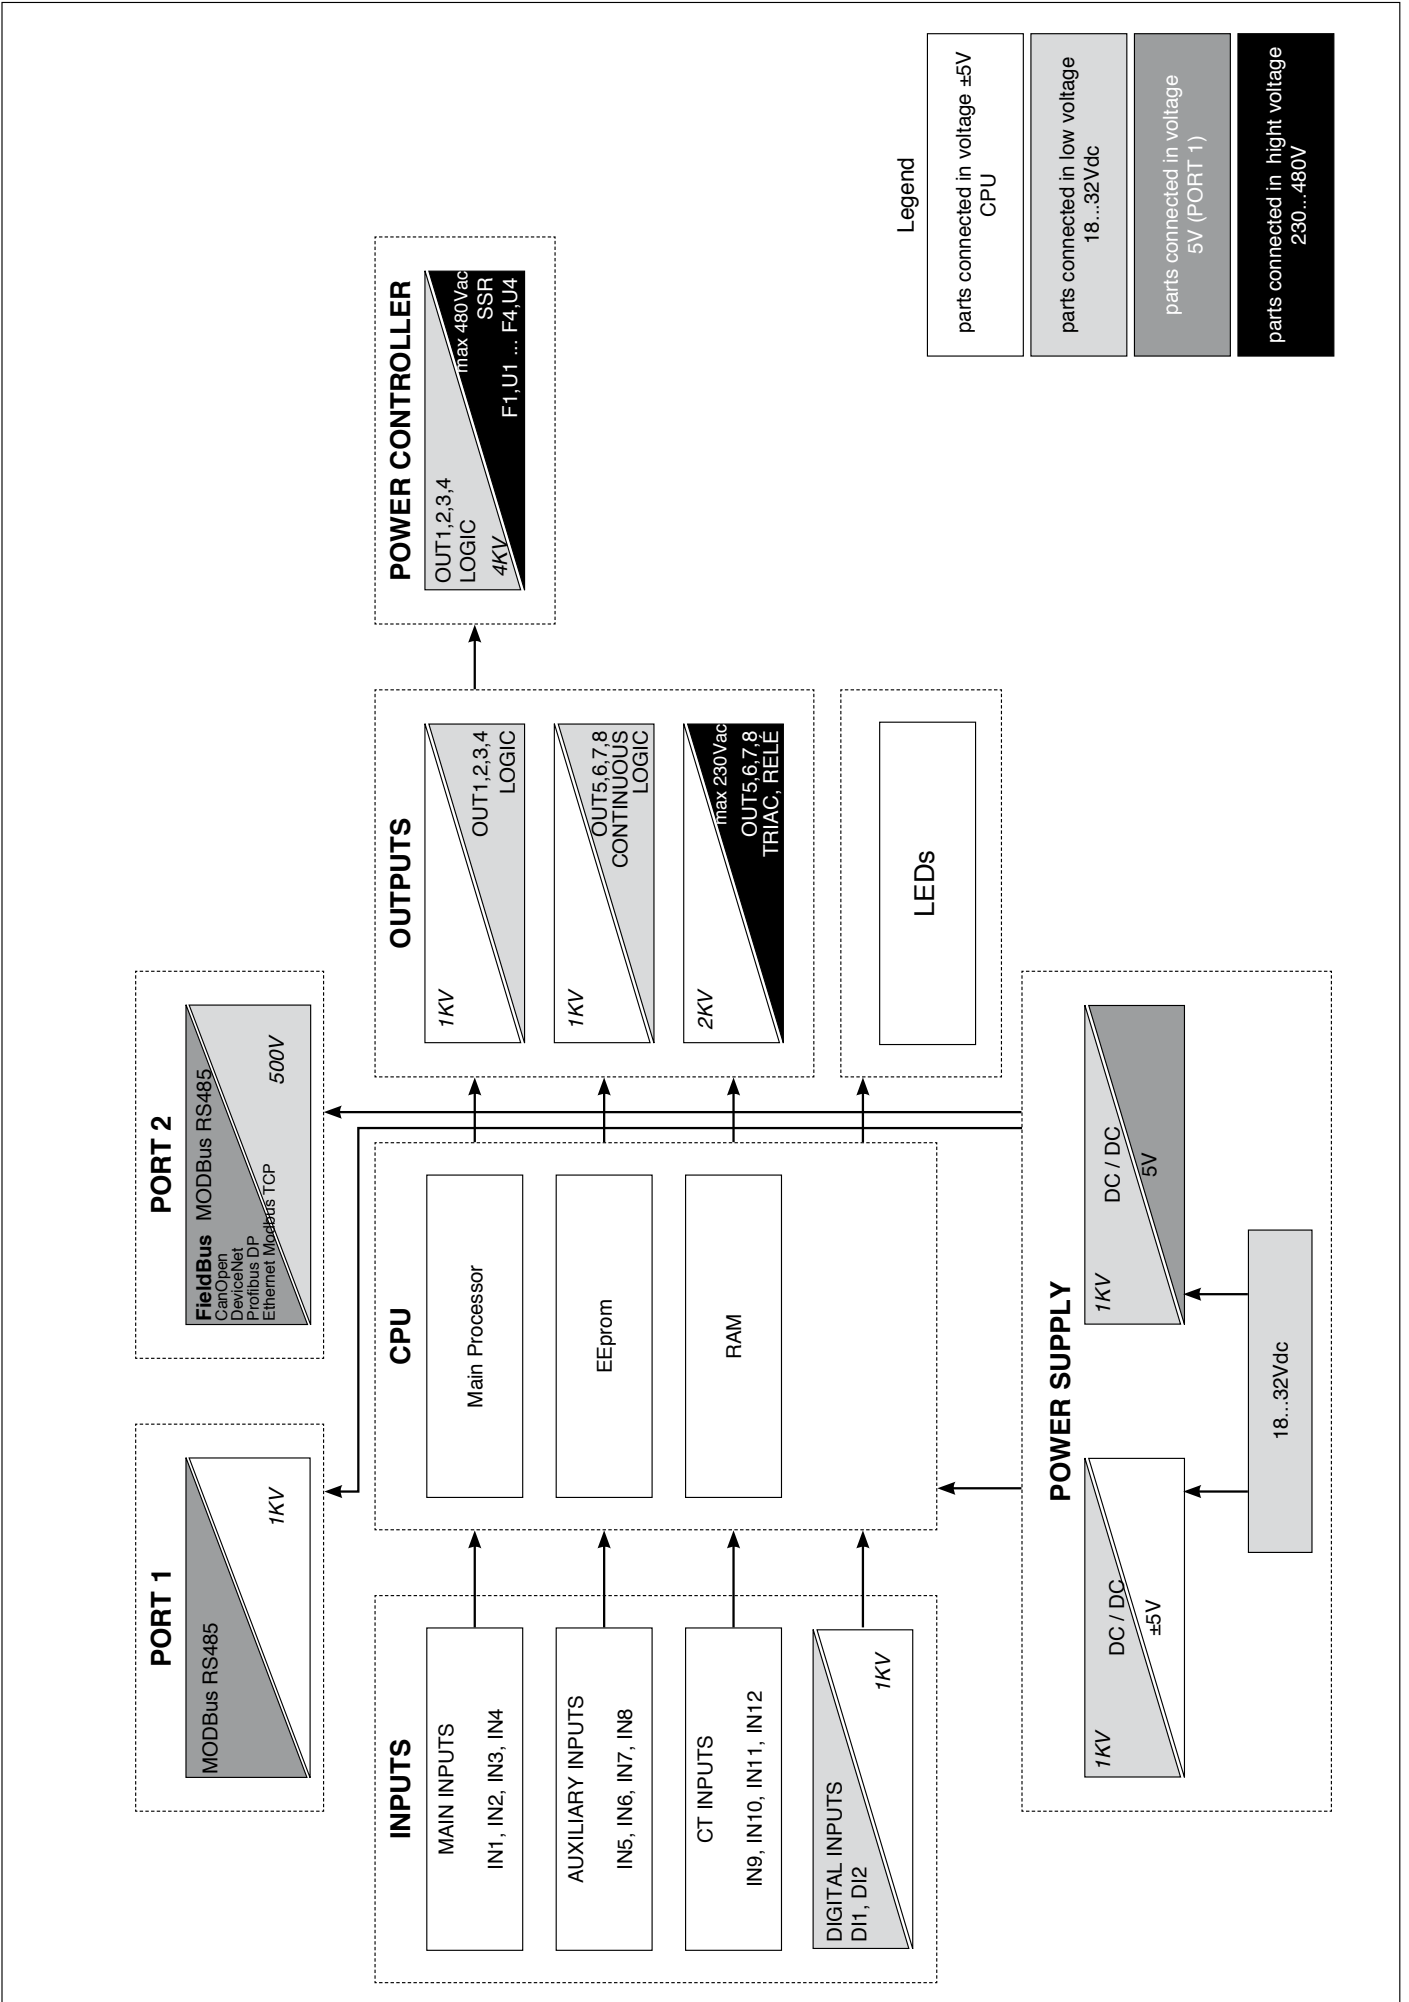 PORT 1
MODBus RS485
1KV
PORT 2
FieldBus MODBus RS485
CanOpen
DeviceNet
Profibus DP
Ethernet Modbus TCP
500V
INPUTS
MAIN INPUTS
IN1, IN2, IN3, IN4
AUXILIARY INPUTS
IN5, IN6, IN7, IN8
CT INPUTS
IN9, IN10, IN11, IN12
DIGITAL INPUTS
DI1, DI2
1KV
CPU
Main Processor
EEprom
RAM
OUTPUTS
1KV
OUT1,2,3,4
LOGIC
1KV
OUT5,6,7,8
CONTINUOUS
LOGIC
2KV
max 230Vac
OUT5,6,7,8
TRIAC, RELÉ
LEDs
POWER CONTROLLER
OUT1,2,3,4
LOGIC
4KV
max 480Vac
SSR
F1,U1 ... F4,U4
POWER SUPPLY
1KV
DC / DC
±5V
1KV
DC / DC
5V
18...32Vdc
Legend
parts connected in voltage ±5V
CPU
parts connected in low voltage
18...32Vdc
parts connected in voltage
5V (PORT 1)
parts connected in hight voltage
230...480V